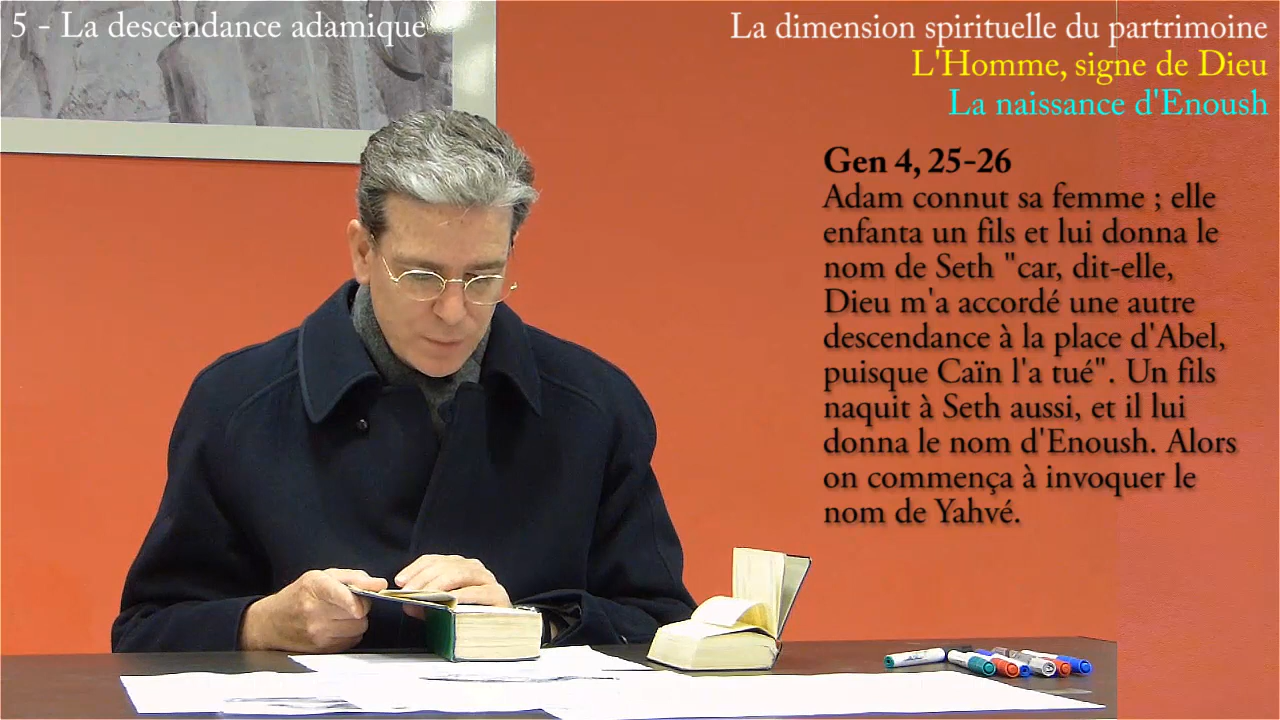 5 - La descendance adamique
La dimension spirituelle du partrimoine
L'Homme, signe de Dieu
La naissance d'Enoush
Gen 4, 25-26
Adam connut sa femme ; elle
enfanta un fils et lui donna le
nom de Seth "car, dit-elle,
Dieu m'a accordé une autre
descendance à la place d'Abel,
puisque Caïn l'a tué". Un fils
naquit à Seth aussi, et il lui
donna le nom d'Enoush. Alors
on commença à invoquer le
nom de Yahvé.